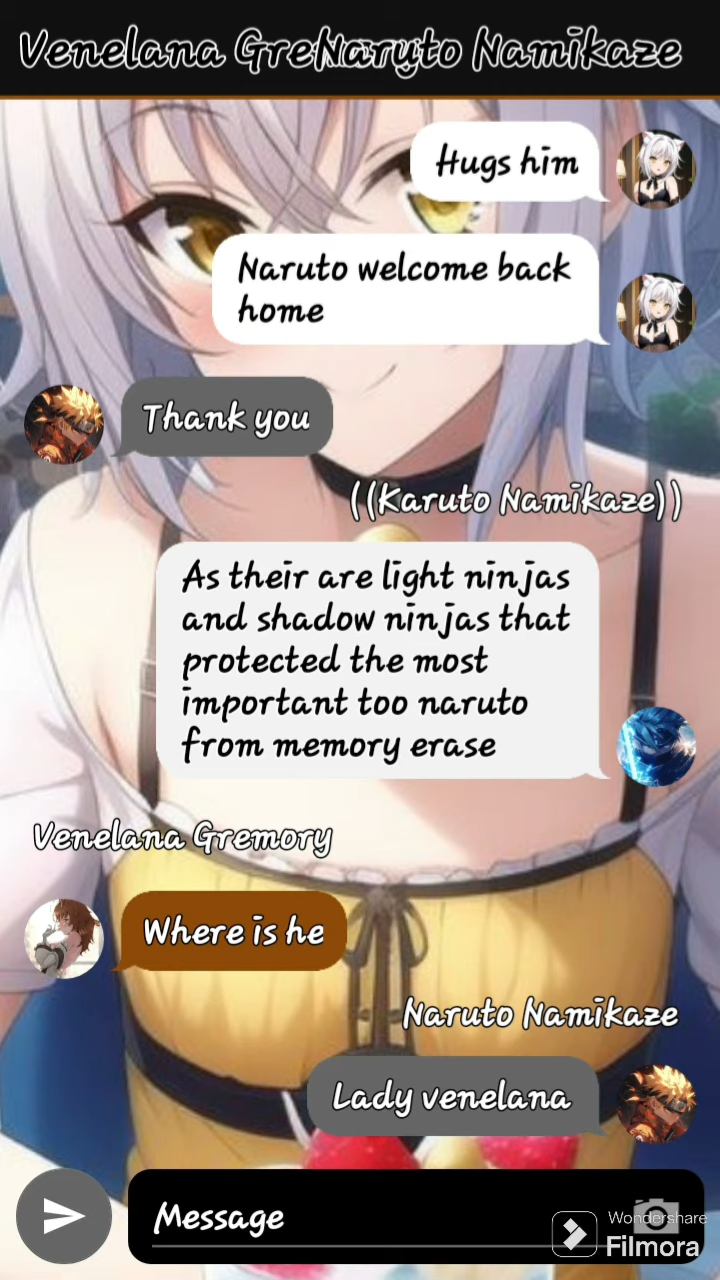 Venelana Gre Naruto Namikaze
Hugs him
Naruto welcome back
home
Thank you
((Karuto Namikaze))
As their are light ninjas
and shadow ninjas that
protected the most
important too naruto
from memory erase
Venelana Gremory
Where is he
Naruto Namikaze
Lady venelana
Message
Wondershare
Filmora